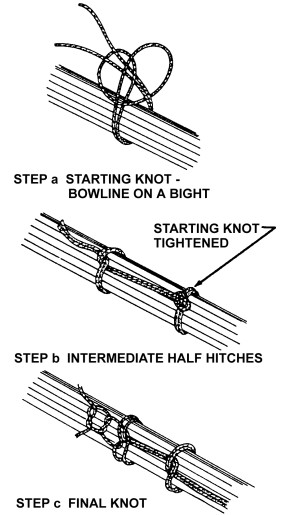 STEP a STARTING KNOT -
BOWLINE ON A BIGHT
STARTING KNOT
TIGHTENED
STEP b INTERMEDIATE HALF HITCHES
STEP c FINAL KNOT